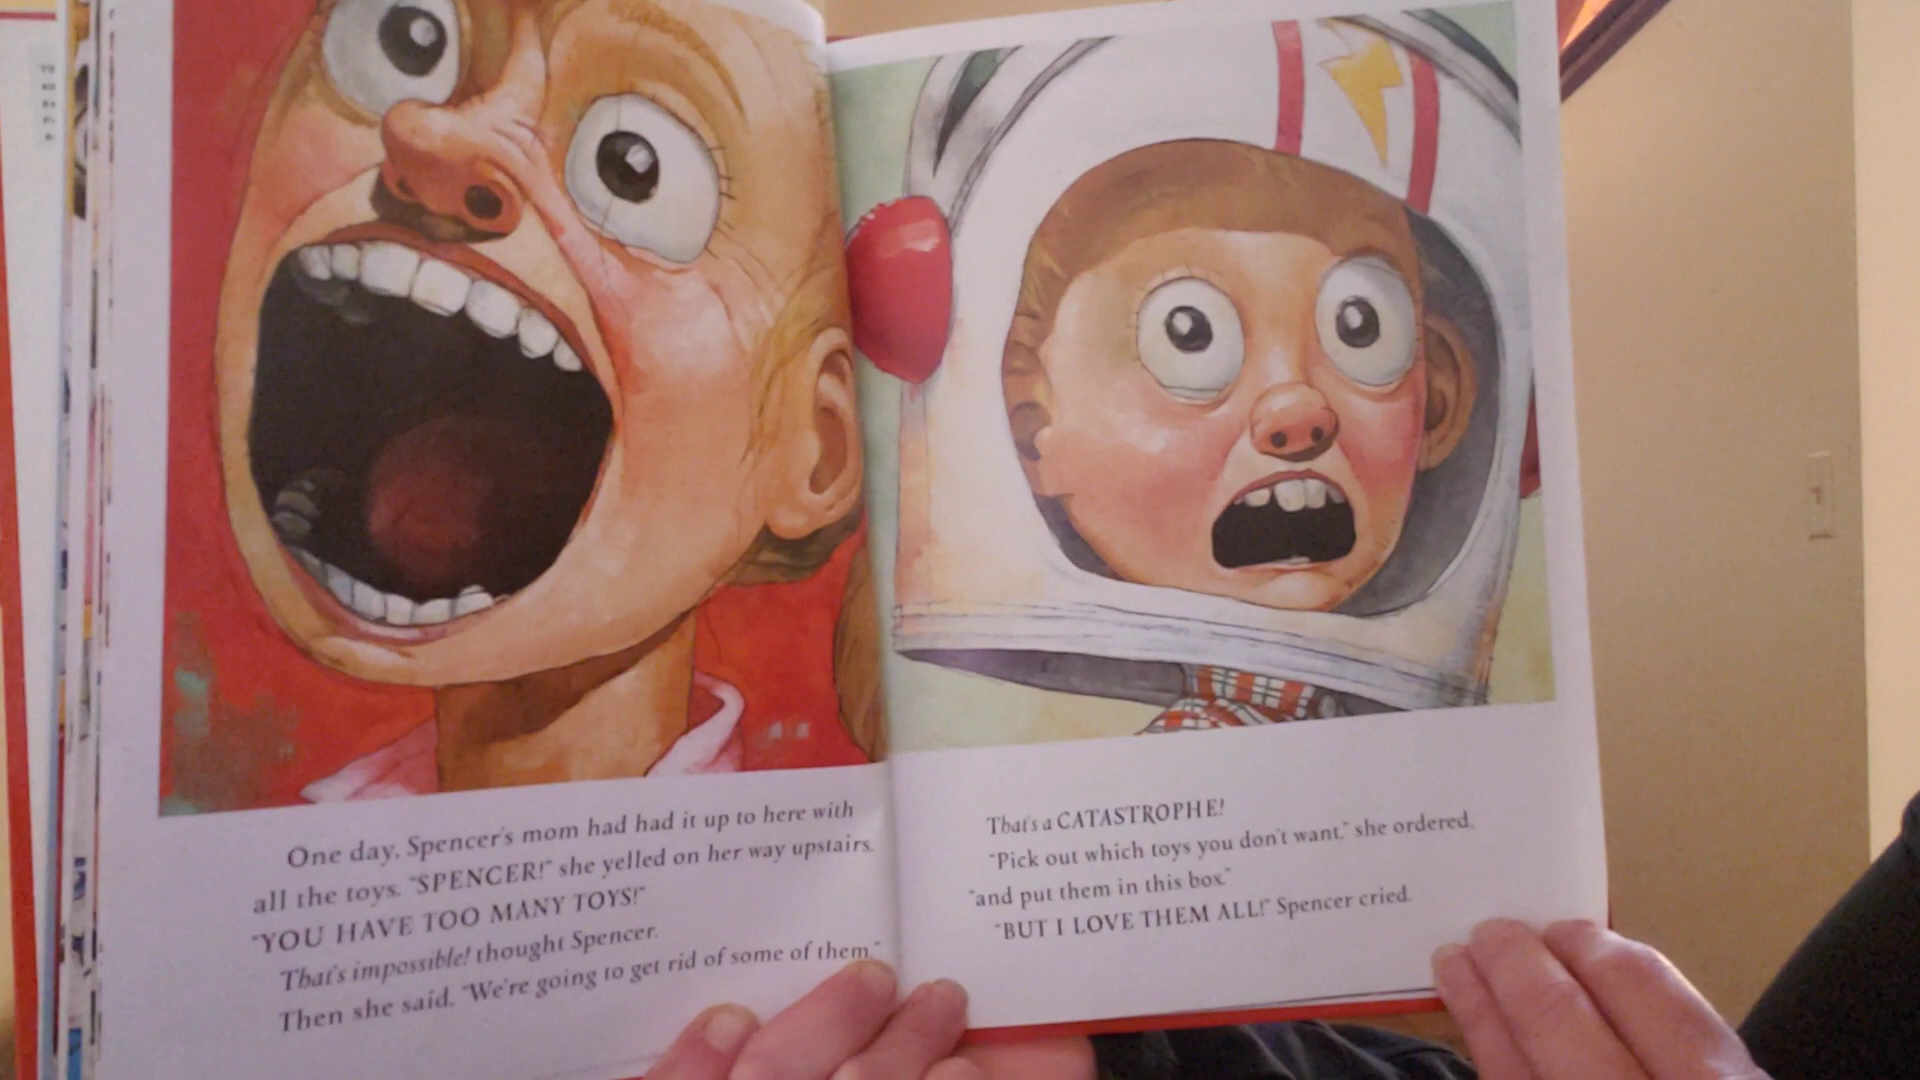 One day, Spencer's mom had had it up to here with
all the toys. "SPENCER!" she yelled on her way upstairs.
"YOU HAVE TOO MANY TOYS!"
That's impossible! thought Spencer.
Then she said, "We're going to get rid of some of them."
That's a CATASTROPHE!
"Pick out which toys you don't want," she ordered,
"and put them in this box."
"BUT I LOVE THEM ALL!" Spencer cried.